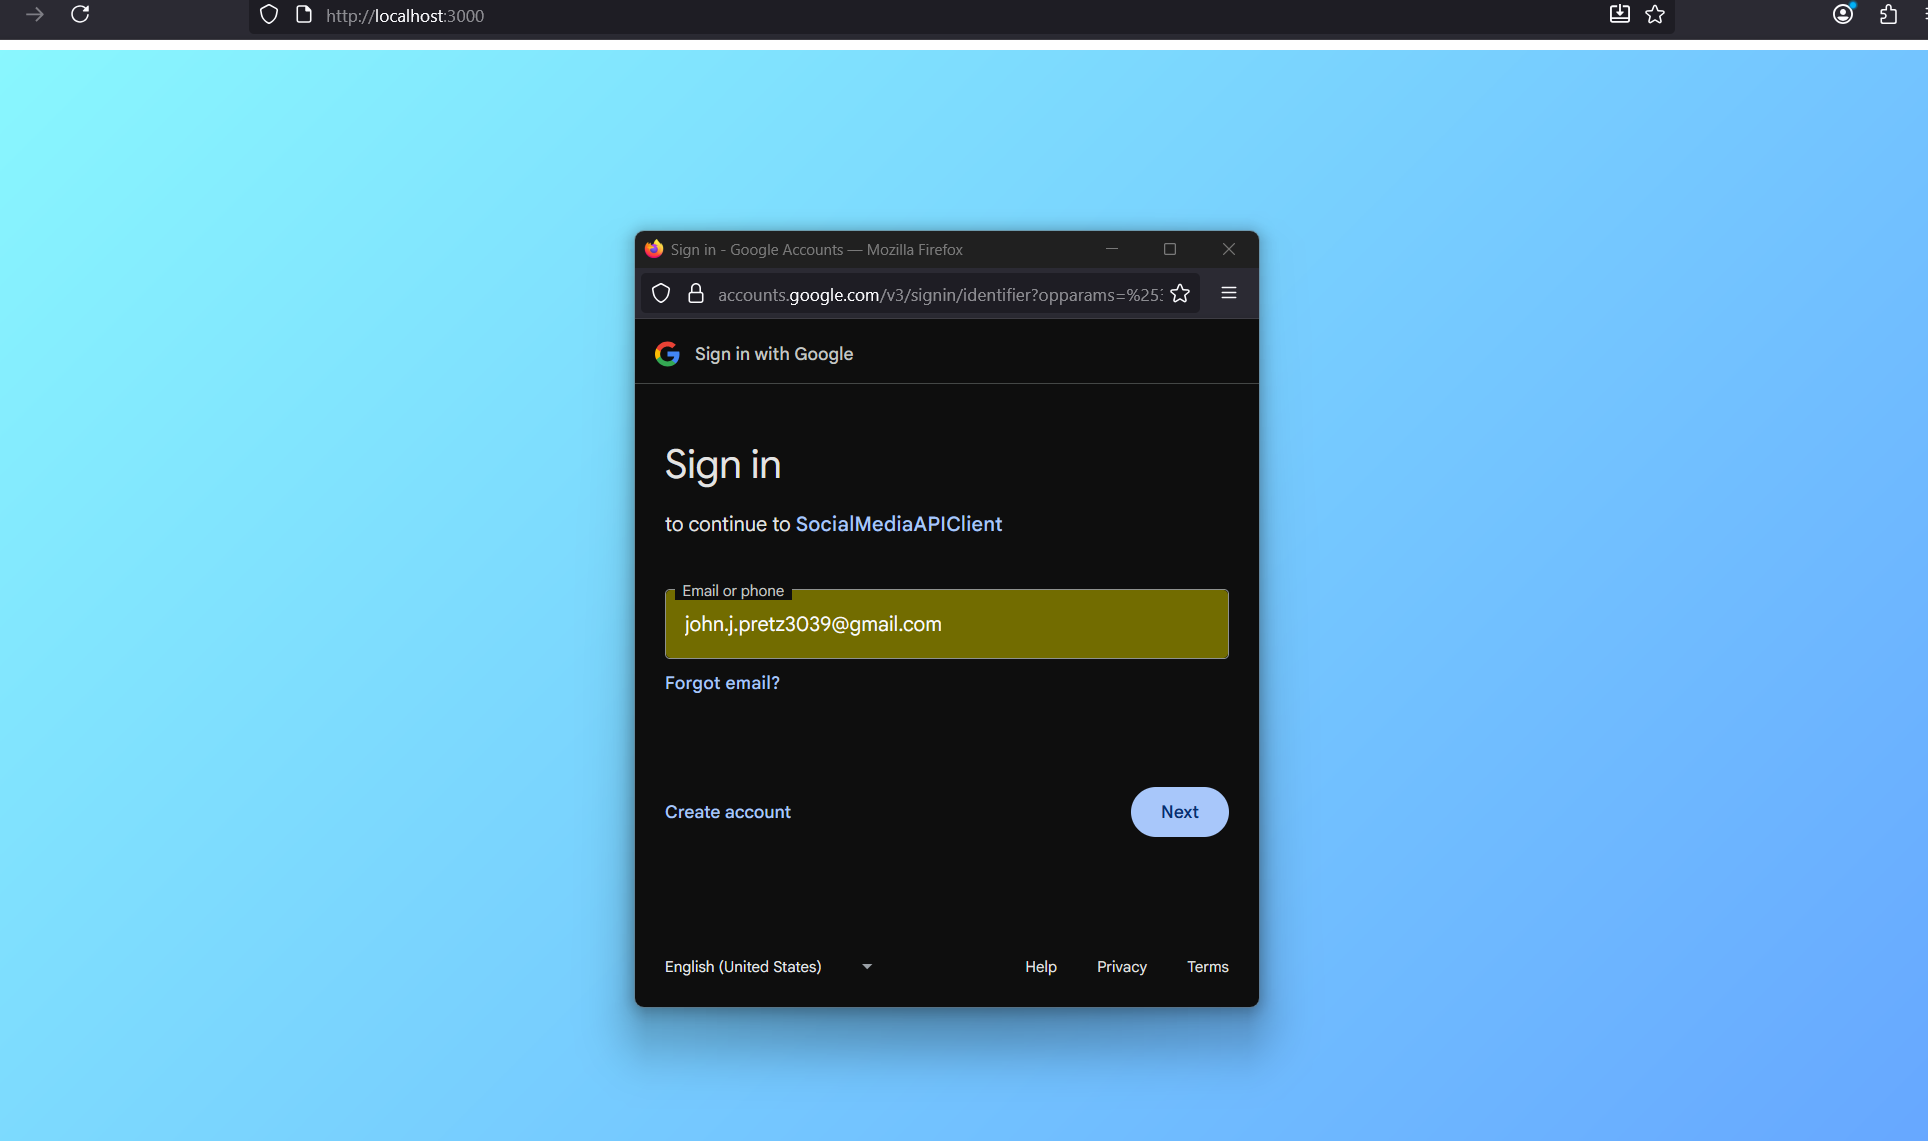 http://localhost:3000
Sign in - Google Accounts — Mozilla Firefox
accounts.google.com/v3/signin/identifier?opparams=%25
Sign in with Google
Sign in
to continue to SocialMediaAPIClient
Email or phone
john.j.pretz3039@gmail.com
Forgot email?
Create account
Next
English (United States)
Help Privacy Terms